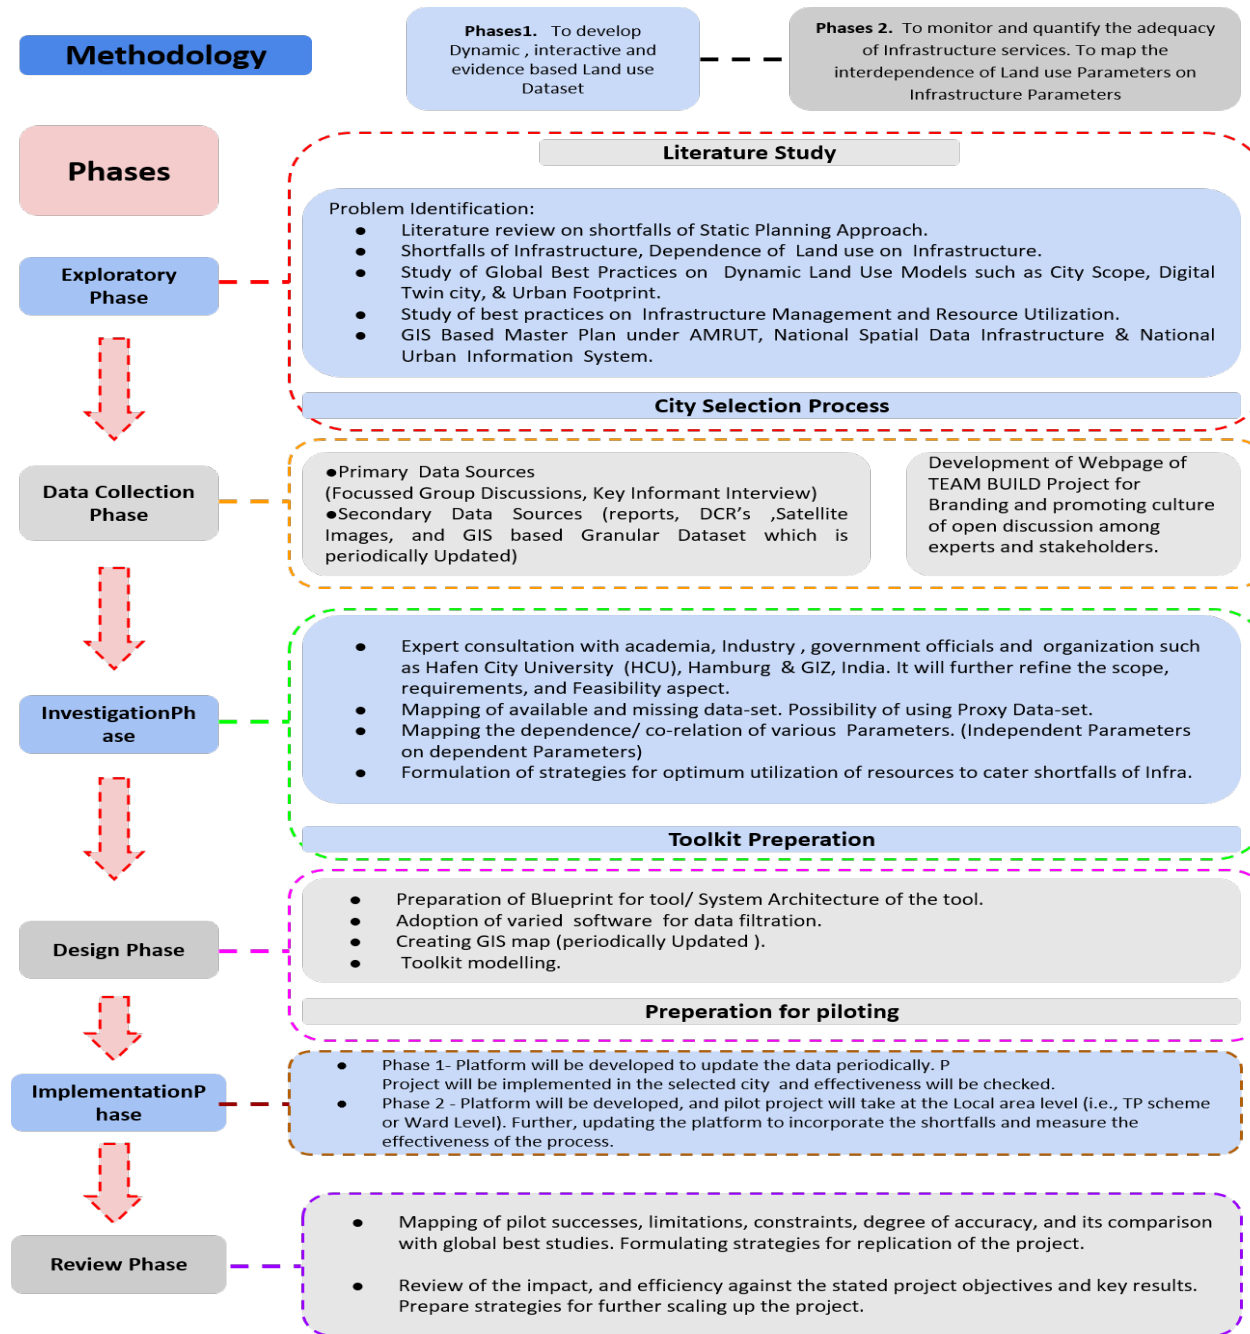 Methodology
Phases1. To develop
Dynamic , interactive and
evidence based Land use
Dataset
Phases 2. To monitor and quantify the adequacy
of Infrastructure services. To map the
interdependence of Land use Parameters on
Infrastructure Parameters
Phases
Literature Study
Exploratory
Phase
Problem Identification:
● Literature review on shortfalls of Static Planning Approach.
● Shortfalls of Infrastructure, Dependence of Land use on Infrastructure.
● Study of Global Best Practices on Dynamic Land Use Models such as City Scope, Digital
Twin city, & Urban Footprint.
● Study of best practices on Infrastructure Management and Resource Utilization.
● GIS Based Master Plan under AMRUT, National Spatial Data Infrastructure & National
Urban Information System.
City Selection Process
Data Collection
Phase
●Primary Data Sources
(Focussed Group Discussions, Key Informant Interview)
●Secondary Data Sources (reports, DCR's ,Satellite
Images, and GIS based Granular Dataset which is
periodically Updated)
Development of Webpage of
TEAM BUILD Project for
Branding and promoting culture
of open discussion among
experts and stakeholders.
InvestigationPh
ase
● Expert consultation with academia, Industry , government officials and organization such
as Hafen City University (HCU), Hamburg & GIZ, India. It will further refine the scope,
requirements, and Feasibility aspect.
● Mapping of available and missing data-set. Possibility of using Proxy Data-set.
● Mapping the dependence/ co-relation of various Parameters. (Independent Parameters
on dependent Parameters)
● Formulation of strategies for optimum utilization of resources to cater shortfalls of Infra.
Toolkit Preparation
Design Phase
● Preparation of Blueprint for tool/ System Architecture of the tool.
● Adoption of varied software for data filtration.
● Creating GIS map (periodically Updated ).
● Toolkit modelling.
Preperation for piloting
ImplementationP
hase
● Phase 1- Platform will be developed to update the data periodically. P
Project will be implemented in the selected city and effectiveness will be checked.
● Phase 2 - Platform will be developed, and pilot project will take at the Local area level (i.e., TP scheme
or Ward Level). Further, updating the platform to incorporate the shortfalls and measure the
effectiveness of the process.
Review Phase
● Mapping of pilot successes, limitations, constraints, degree of accuracy, and its comparison
with global best studies. Formulating strategies for replication of the project.
● Review of the impact, and efficiency against the stated project objectives and key results.
Prepare strategies for further scaling up the project.